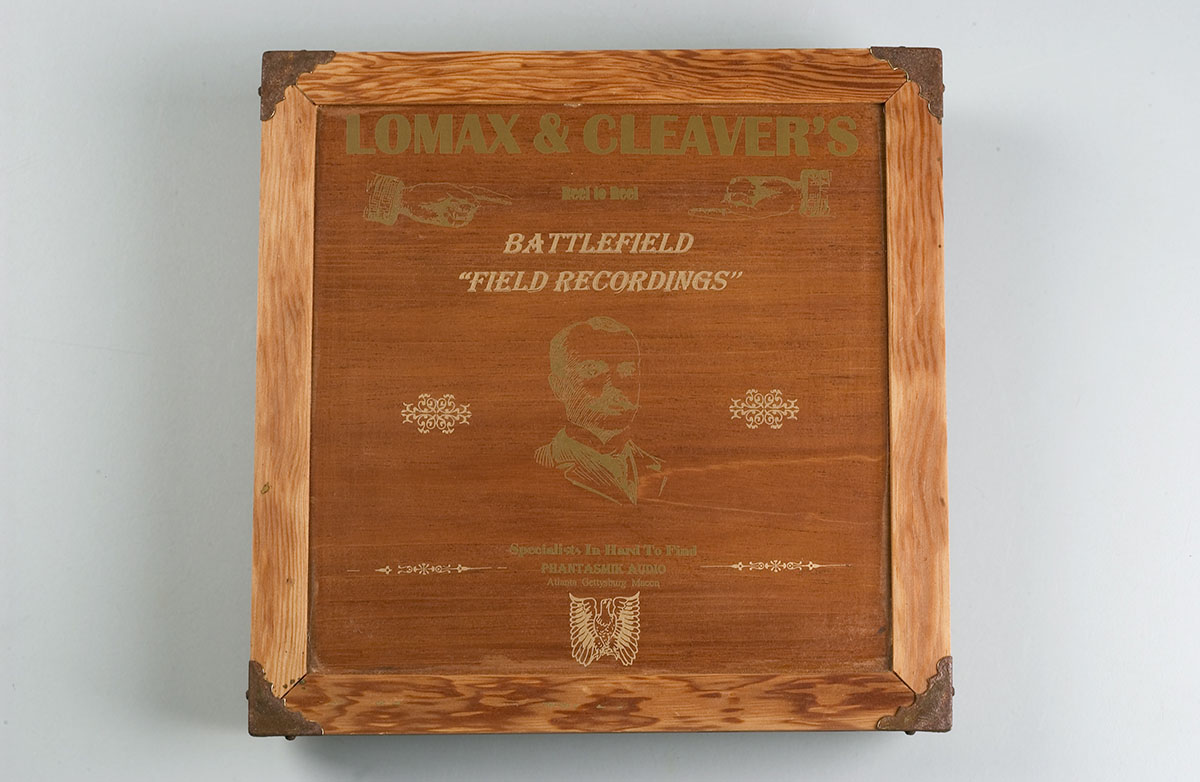 LOMAX & CLEAVER'S
Reel to Reel
BATTLEFIELD
“FIELD RECORDINGS”
Specialists In Hard To Find
PHANTASMIK AUDIO
Atlanta Gettysburg Macon